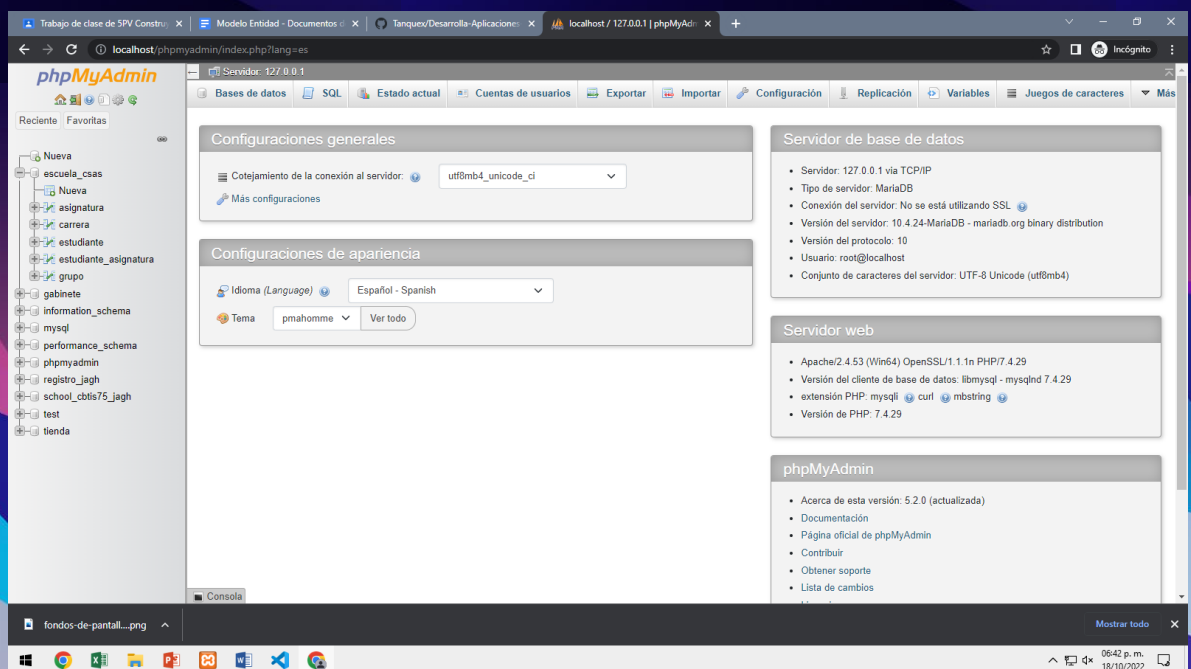 Trabajo de clase de 5PV Constru
Modelo Entidad - Documentos d
Tanquex/Desarrolla-Aplicaciones
localhost / 127.0.0.1 | phpMyAdm
localhost/phpmyadmin/index.php?lang=es
Incógnito
phpMyAdmin
Reciente
Favoritas
Nueva
escuela_csas
Nueva
asignatura
carrera
estudiante
estudiante_asignatura
grupo
gabinete
information_schema
mysql
performance_schema
phpmyadmin
registro_jagh
school_cbtis75_jagh
test
tienda
Servidor: 127.0.0.1
Bases de datos
SQL
Estado actual
Cuentas de usuarios
Exportar
Importar
Configuración
Replicación
Variables
Juegos de caracteres
Más
Configuraciones generales
Cotejamiento de la conexión al servidor:
utf8mb4_unicode_ci
Más configuraciones
Configuraciones de apariencia
Idioma (Language)
Español - Spanish
Tema
pmahomme
Ver todo
Servidor de base de datos
Servidor: 127.0.0.1 via TCP/IP
Tipo de servidor: MariaDB
Conexión del servidor: No se está utilizando SSL
Versión del servidor: 10.4.24-MariaDB - mariadb.org binary distribution
Versión del protocolo: 10
Usuario: root@localhost
Conjunto de caracteres del servidor: UTF-8 Unicode (utf8mb4)
Servidor web
Apache/2.4.53 (Win64) OpenSSL/1.1.1n PHP/7.4.29
Versión del cliente de base de datos: libmysql - mysqlnd 7.4.29
extensión PHP: mysqli curl mbstring
Versión de PHP: 7.4.29
phpMyAdmin
Acerca de esta versión: 5.2.0 (actualizada)
Documentación
Página oficial de phpMyAdmin
Contribuir
Obtener soporte
Lista de cambios
Consola
fondos-de-pantall....png
Mostrar todo
06:42 p. m.
18/10/2022